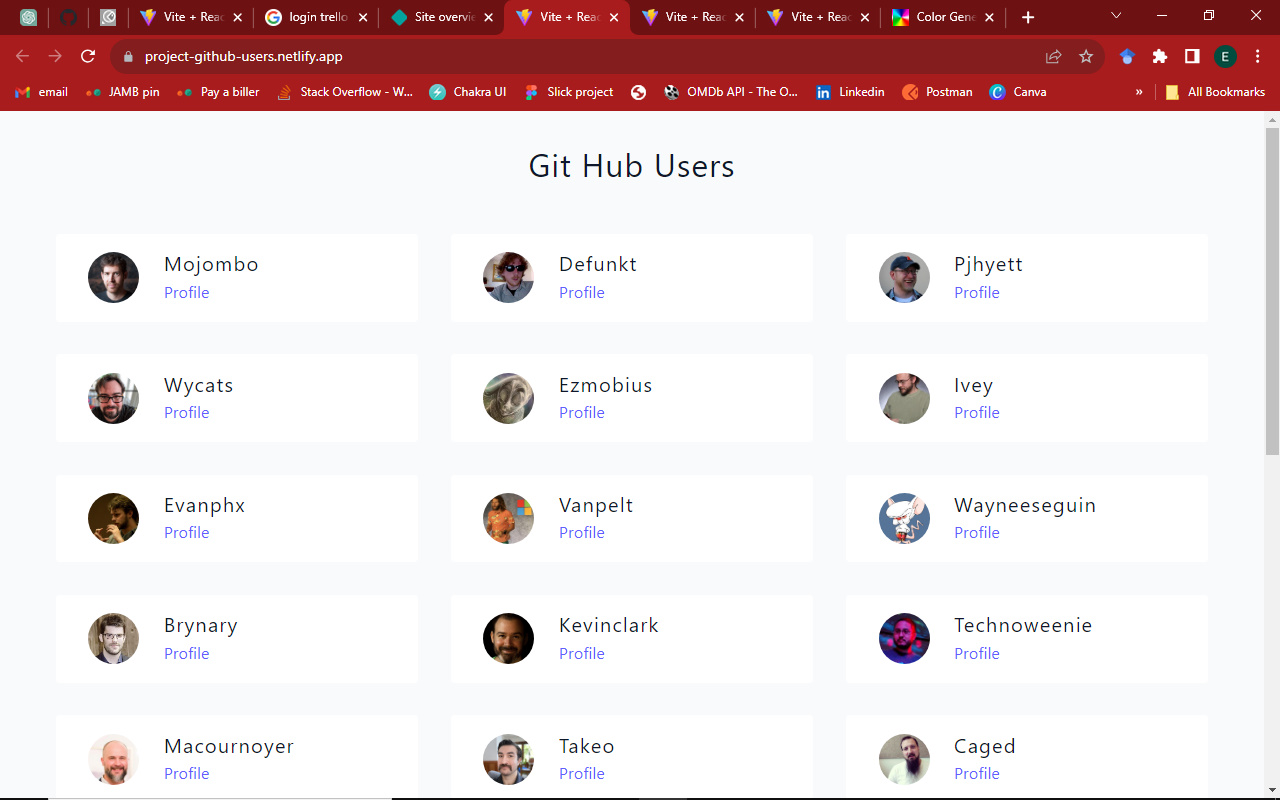 Vite + Reac
login trello
Site overvie
Vite + Reac
Vite + Reac
Vite + Reac
Color Gene
project-github-users.netlify.app
E
email
JAMB pin
Pay a biller
Stack Overflow - W...
Chakra UI
Slick project
OMDb API - The O...
Linkedin
Postman
Canva
»
All Bookmarks
Git Hub Users
Mojombo
Profile
Defunkt
Profile
Pjhyett
Profile
Wycats
Profile
Ezmobius
Profile
Ivey
Profile
Evanphx
Profile
Vanpelt
Profile
Wayneeseguin
Profile
Brynary
Profile
Kevinclark
Profile
Technoweenie
Profile
Macournoyer
Profile
Takeo
Profile
Caged
Profile